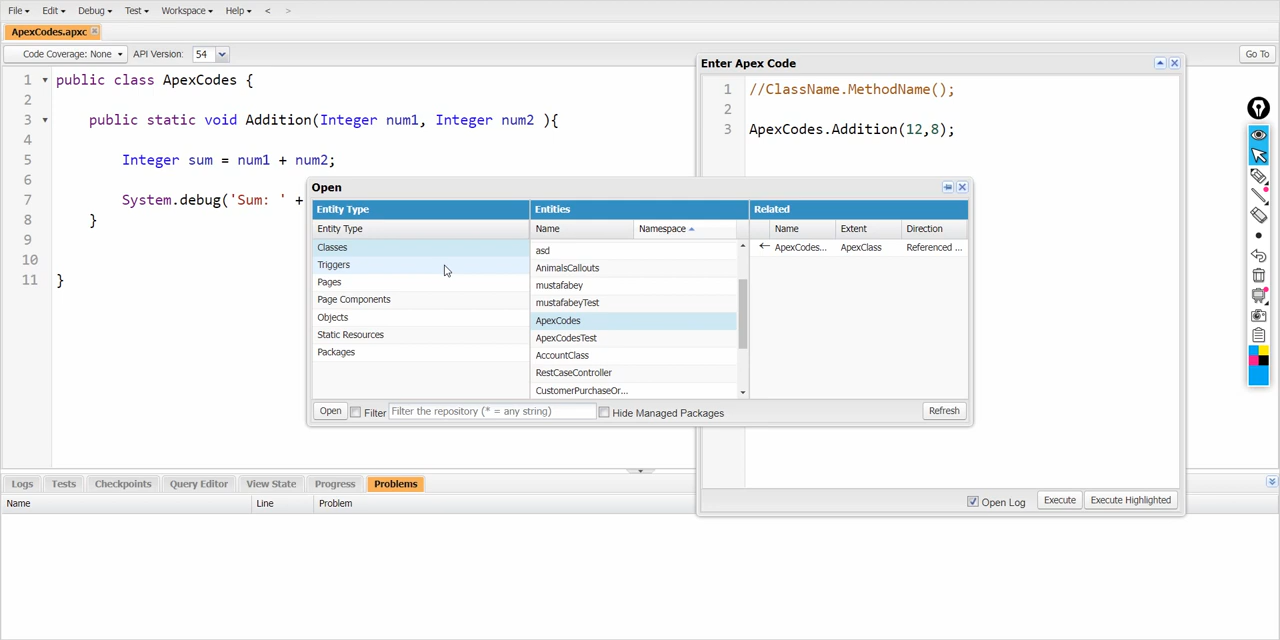 File Edit Debug Test Workspace Help < >
ApexCodes.apxc
Code Coverage: None API Version: 54 Go To
1 public class ApexCodes {
2
3 public static void Addition(Integer num1, Integer num2 ){
4
5 Integer sum = num1 + num2;
6
7 System.debug('Sum: ' +
8 }
9
10
11 }
Enter Apex Code
1 //ClassName.MethodName();
2
3 ApexCodes.Addition(12,8);
Open
Entity Type Entities Related
Entity Type Name Namespace Name Extent Direction
Classes
Triggers
Pages
Page Components
Objects
Static Resources
Packages
asd
AnimalsCallouts
mustafabey
mustafabeyTest
ApexCodes
ApexCodesTest
AccountClass
RestCaseController
CustomerPurchaseOr...
ApexCodes... ApexClass Referenced ...
Open Filter Filter the repository (* = any string) Hide Managed Packages Refresh
Open Log Execute Execute Highlighted
Logs Tests Checkpoints Query Editor View State Progress Problems
Name Line Problem